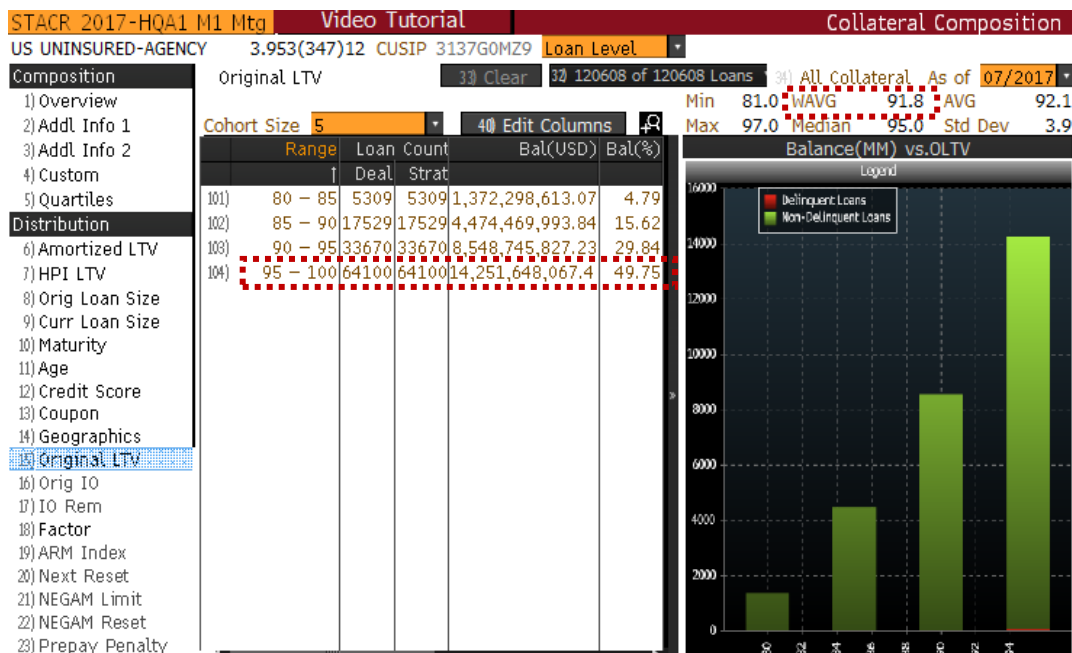 STACR 2017-HQA1 M1 Mtg Video Tutorial Collateral Composition
US UNINSURED-AGENCY 3.953(347)12 CUSIP 3137G0MZ9 Loan Level
Composition Original LTV 33) Clear 32) 120608 of 120608 Loans 34) All Collateral As of 07/2017
1) Overview
2) Addl Info 1
3) Addl Info 2
4) Custom
5) Quartiles
Distribution
6) Amortized LTV
7) HPI LTV
8) Orig Loan Size
9) Curr Loan Size
10) Maturity
11) Age
12) Credit Score
13) Coupon
14) Geographics
15) Original LTV
16) Orig IO
17) IO Rem
18) Factor
19) ARM Index
20) Next Reset
21) NEGAM Limit
22) NEGAM Reset
23) Prepay Penalty
Cohort Size 5 40) Edit Columns
Range Loan Count Bal(USD) Bal(%)
↑ Deal Strat
101) 80 - 85 5309 5309 1,372,298,613.07 4.79
102) 85 - 90 17529 17529 4,474,469,993.84 15.62
103) 90 - 95 33670 33670 8,548,745,827.23 29.84
104) 95 - 100 64100 64100 14,251,648,067.4 49.75
Min 81.0 WAVG 91.8 AVG 92.1
Max 97.0 Median 95.0 Std Dev 3.9
Balance(MM) vs.OLTV
Legend
Delinquent Loans
Non-Delinquent Loans
16000
14000
12000
10000
8000
6000
4000
2000
0
80 82 84 86 88 90 92 94